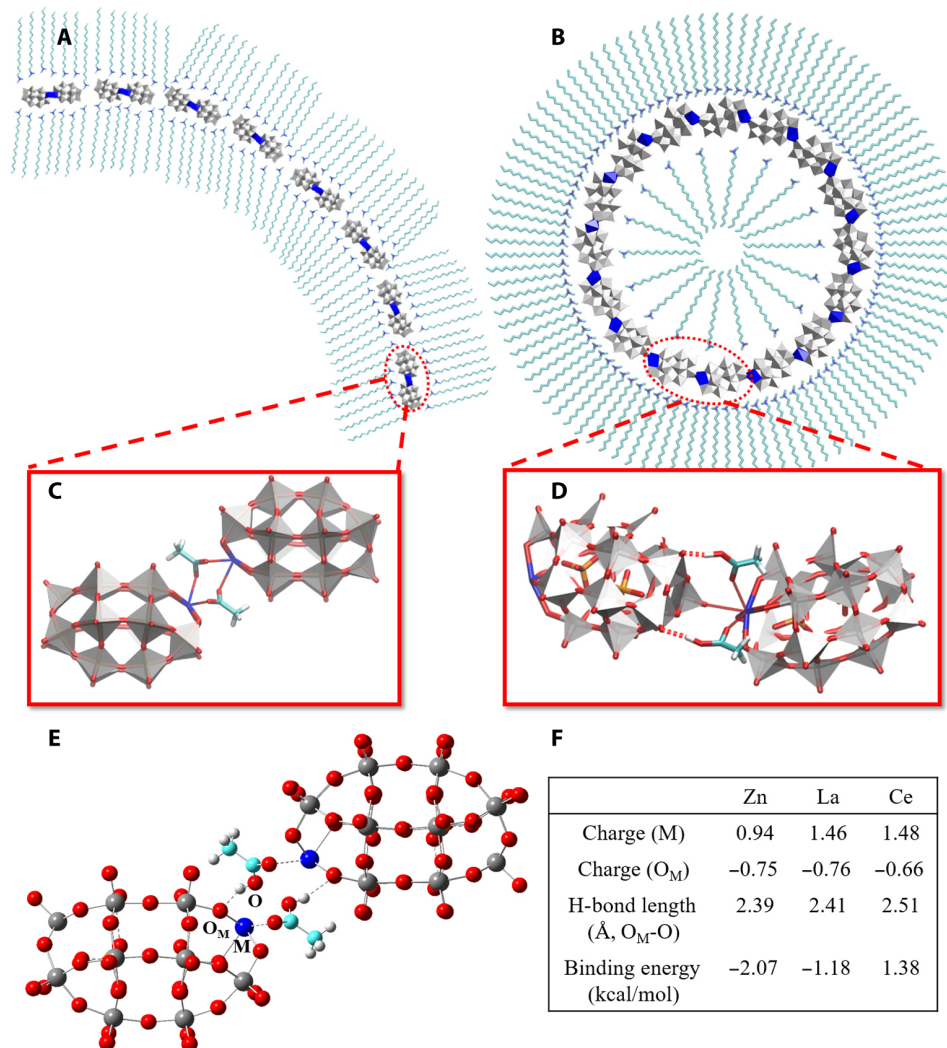 A
B
C
D
E
F
O
O_M
M
Zn La Ce
Charge (M) 0.94 1.46 1.48
Charge (O_M) −0.75 −0.76 −0.66
H-bond length
(Å, O_M-O) 2.39 2.41 2.51
Binding energy
(kcal/mol) −2.07 −1.18 1.38